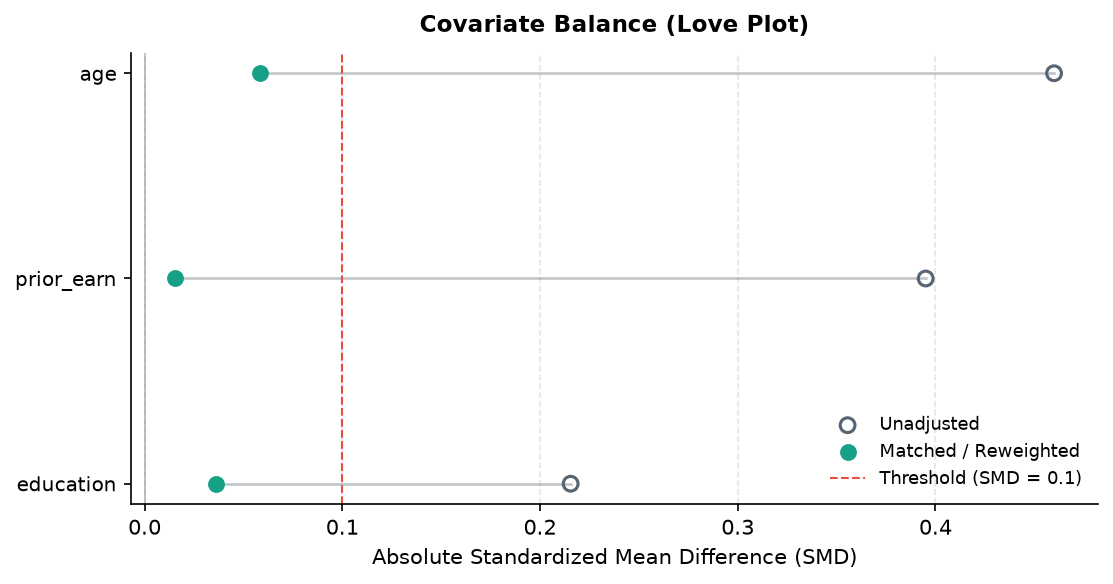 Covariate Balance (Love Plot)
age
prior_earn
education
Unadjusted
Matched / Reweighted
Threshold (SMD = 0.1)
0.0 0.1 0.2 0.3 0.4
Absolute Standardized Mean Difference (SMD)